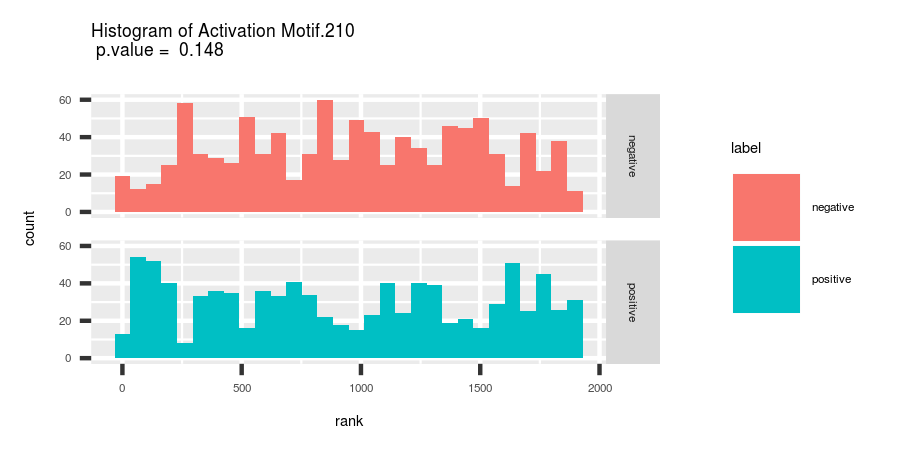 Histogram of Activation Motif.210
p.value =  0.148
60
40
20
0
negative
60
40
20
0
positive
0 500 1000 1500 2000
rank
count
label
negative
positive